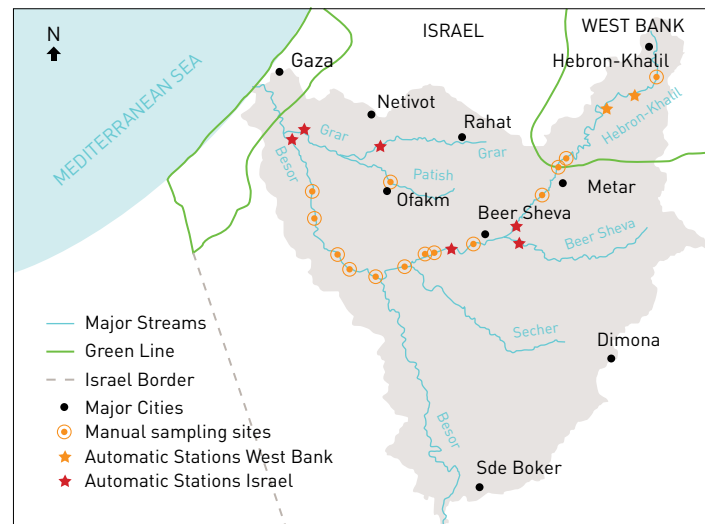 N
ISRAEL
WEST BANK
Hebron-Khalil
Gaza
MEDITERRANEAN SEA
Netivot
Rahat
Hebron-Khalil
Grar
Grar
Besor
Patish
Ofakm
Metar
Beer Sheva
Beer Sheva
Secher
Dimona
Besor
Sde Boker
Major Streams
Green Line
Israel Border
Major Cities
Manual sampling sites
Automatic Stations West Bank
Automatic Stations Israel